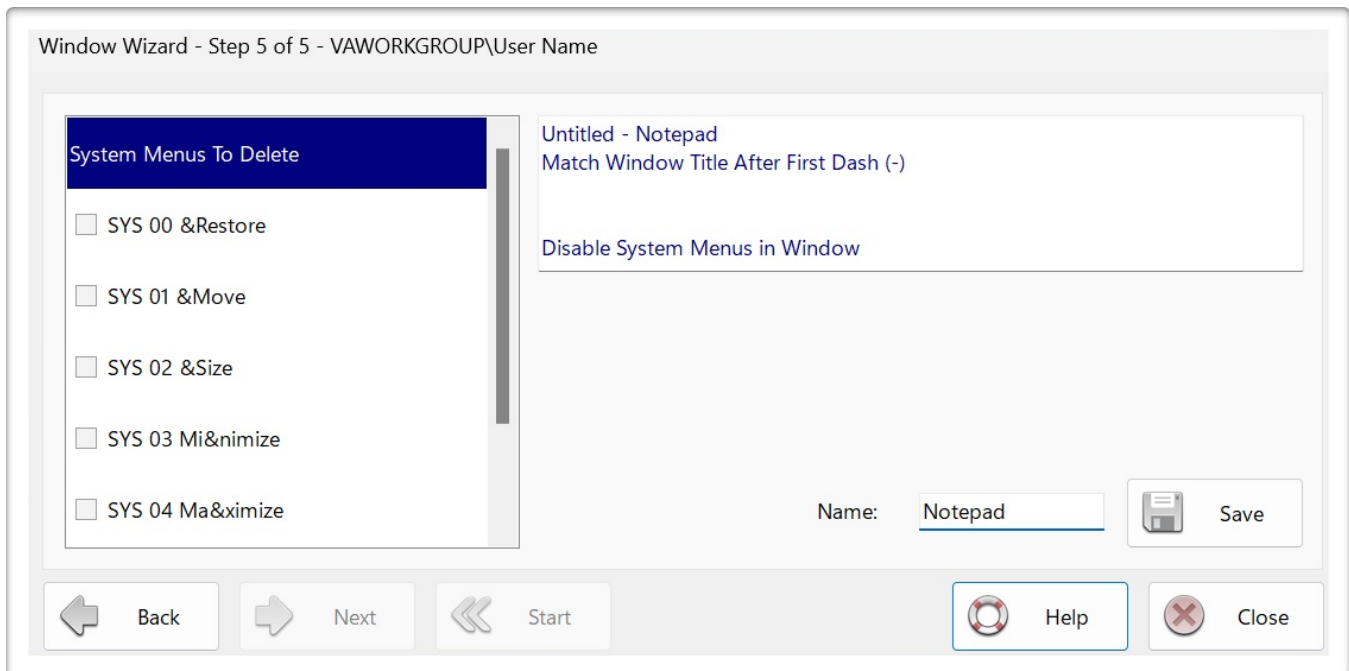 Window Wizard - Step 5 of 5 - VAWORKGROUP\User Name
System Menus To Delete
SYS 00 &Restore
SYS 01 &Move
SYS 02 &Size
SYS 03 Mi&nimize
SYS 04 Ma&ximize
Untitled - Notepad
Match Window Title After First Dash (-)
Disable System Menus in Window
Name: Notepad Save
Back Next Start Help Close